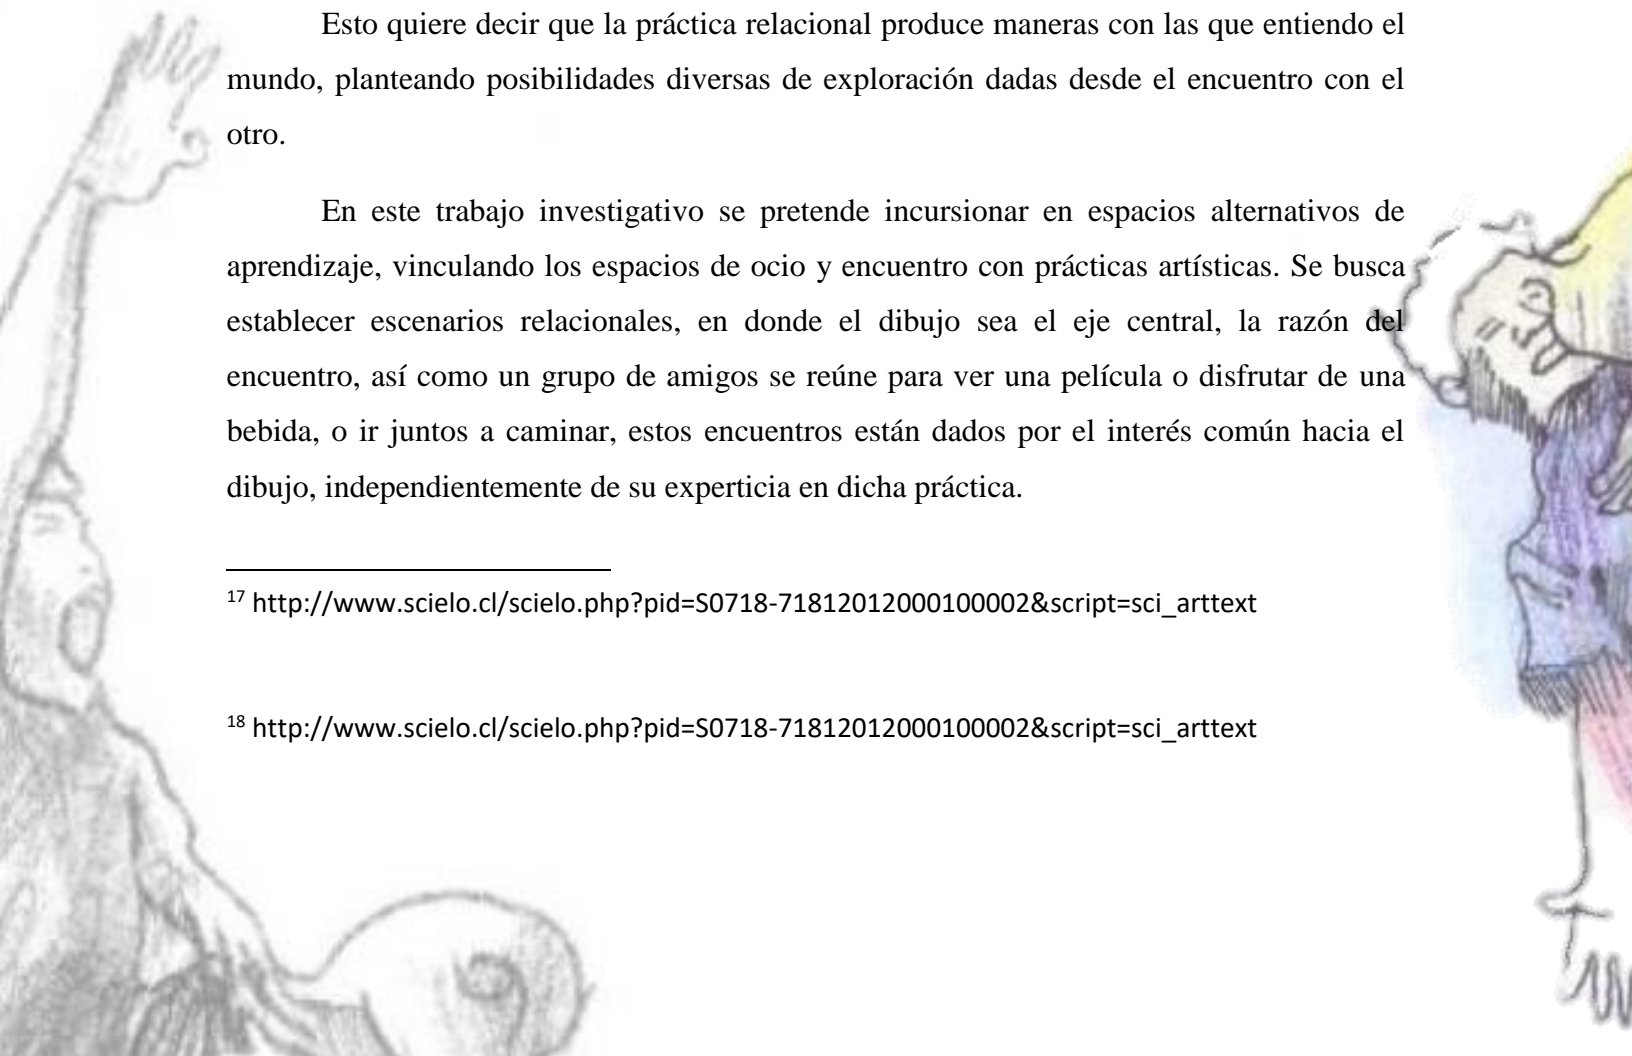 Esto quiere decir que la práctica relacional produce maneras con las que entiendo el
mundo, planteando posibilidades diversas de exploración dadas desde el encuentro con el
otro.
En este trabajo investigativo se pretende incursionar en espacios alternativos de
aprendizaje, vinculando los espacios de ocio y encuentro con prácticas artísticas. Se busca
establecer escenarios relacionales, en donde el dibujo sea el eje central, la razón del
encuentro, así como un grupo de amigos se reúne para ver una película o disfrutar de una
bebida, o ir juntos a caminar, estos encuentros están dados por el interés común hacia el
dibujo, independientemente de su experticia en dicha práctica.
17 http://www.scielo.cl/scielo.php?pid=S0718-71812012000100002&script=sci_arttext
18 http://www.scielo.cl/scielo.php?pid=S0718-71812012000100002&script=sci_arttext